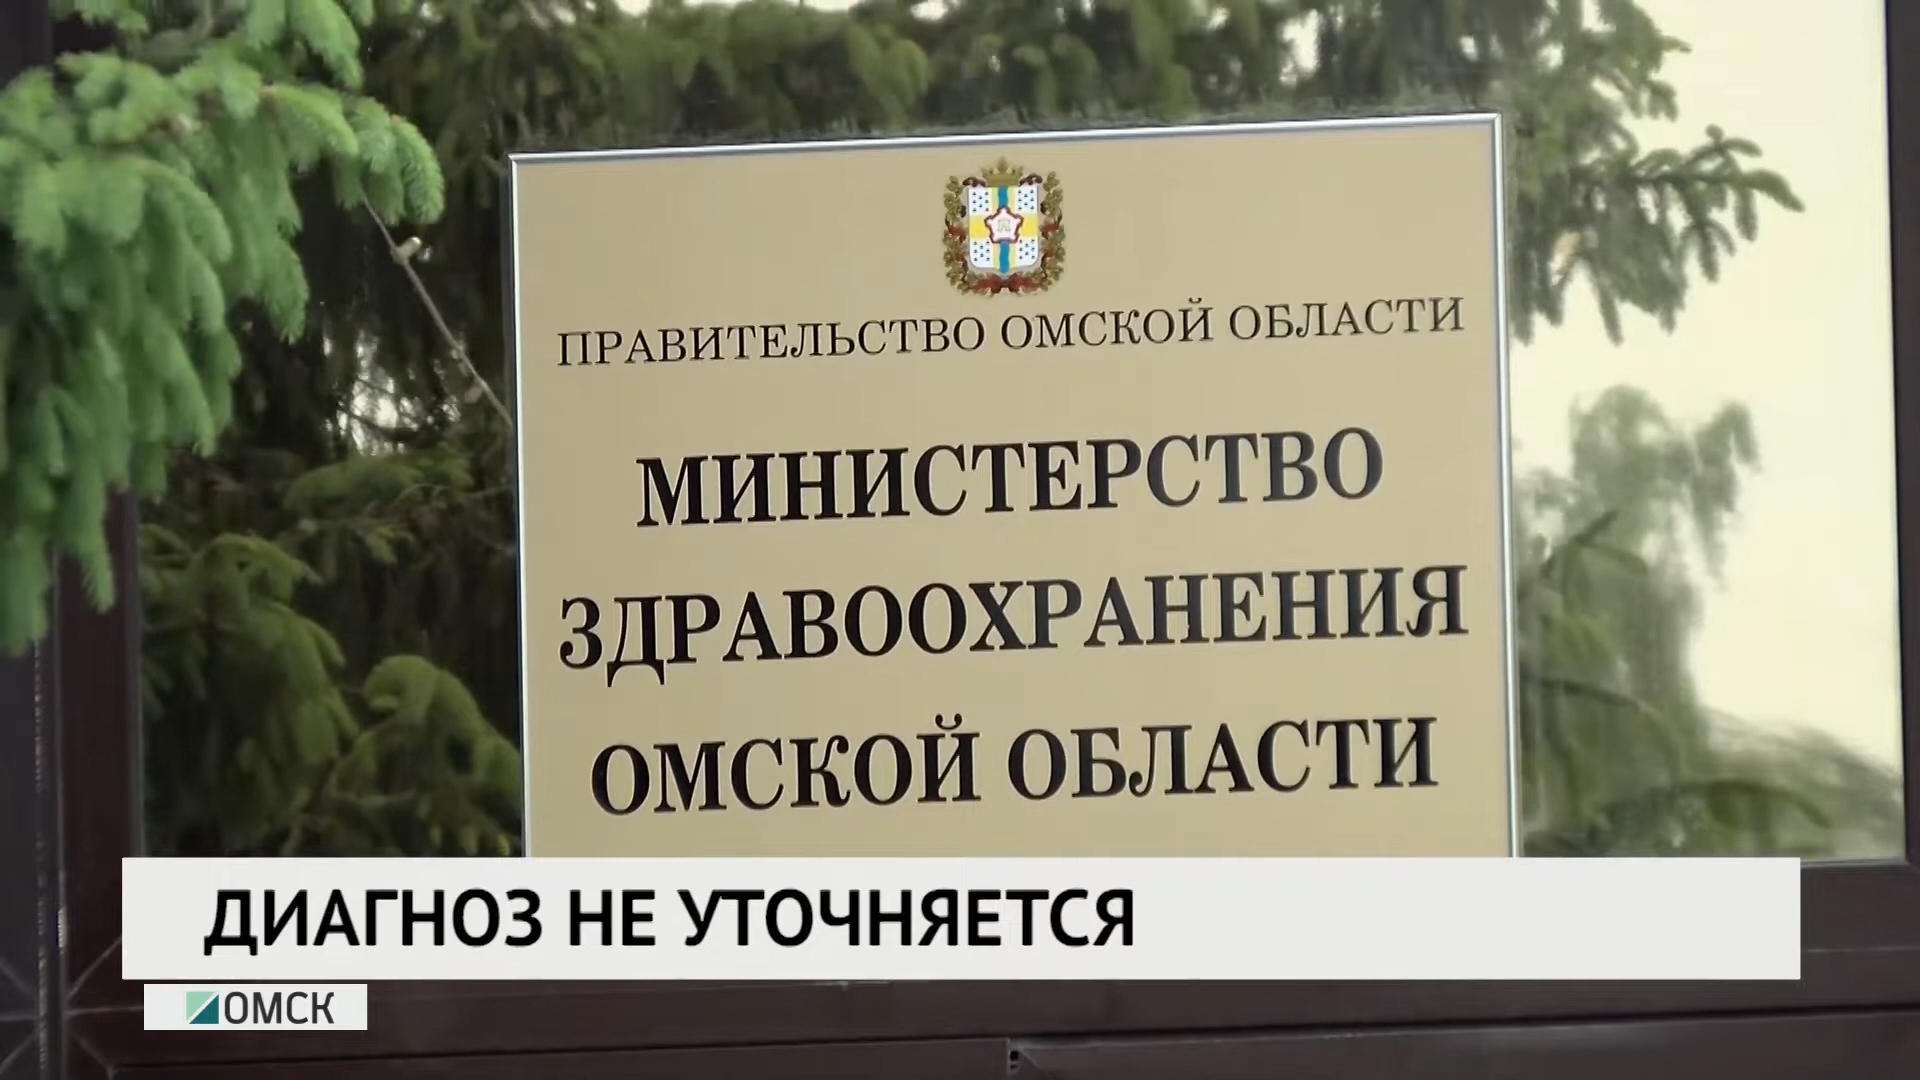 ПРАВИТЕЛЬСТВО ОМСКОЙ ОБЛАСТИ
МИНИСТЕРСТВО
ЗДРАВООХРАНЕНИЯ
ОМСКОЙ ОБЛАСТИ
ДИАГНОЗ НЕ УТОЧНЯЕТСЯ
ОМСК